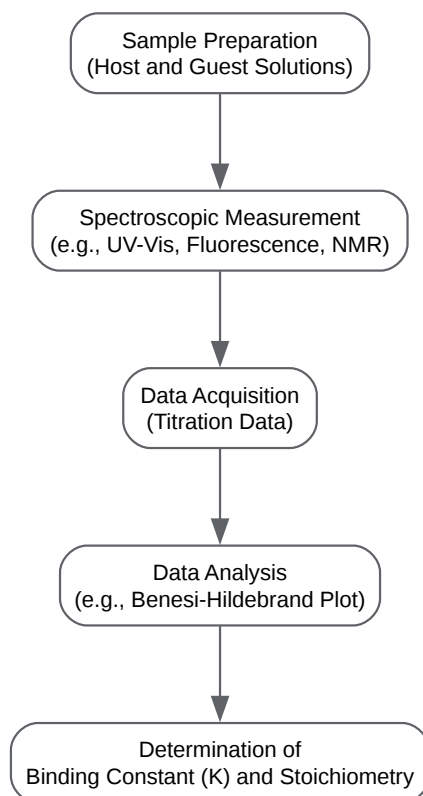 Sample Preparation
(Host and Guest Solutions)
Spectroscopic Measurement
(e.g., UV-Vis, Fluorescence, NMR)
Data Acquisition
(Titration Data)
Data Analysis
(e.g., Benesi-Hildebrand Plot)
Determination of
Binding Constant (K) and Stoichiometry